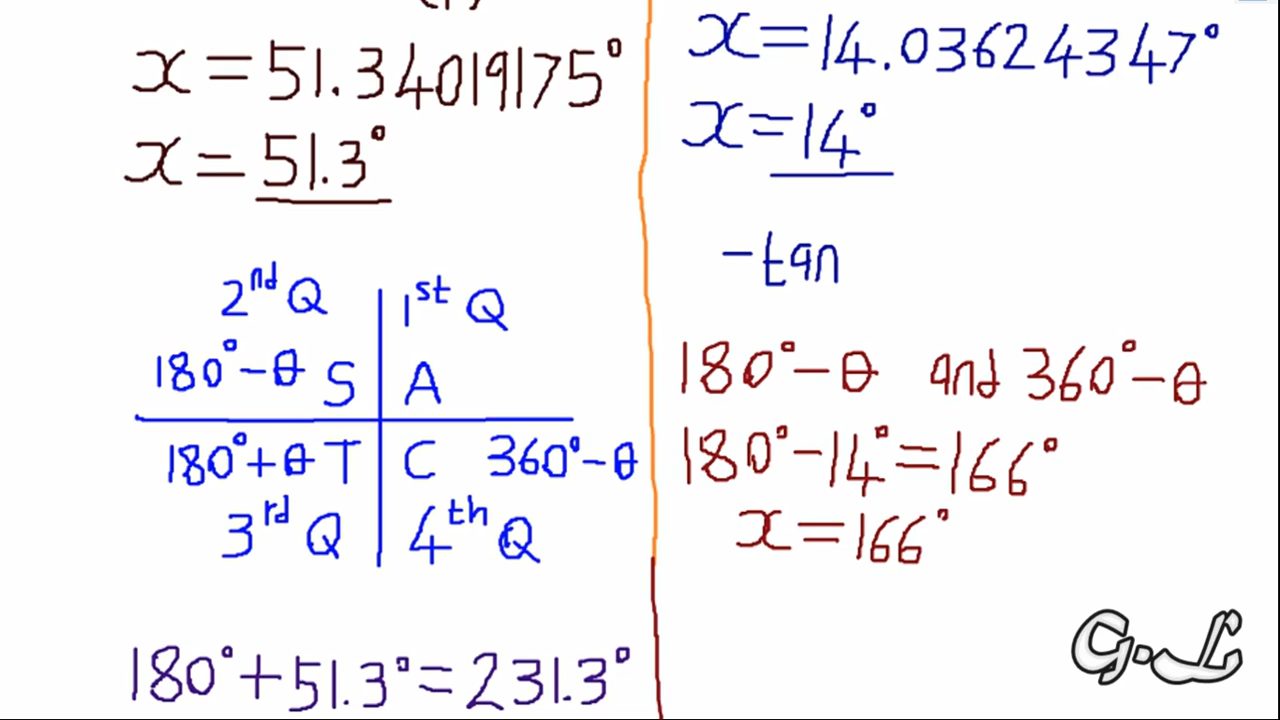 x = 51.34019175°
x = 51.3°
2nd Q 1st Q
180° - θ S A
180° + θ T C 360° - θ
3rd Q 4th Q
180° + 51.3° = 231.3°
x = 14.03624347°
x = 14°
- tan
180° - θ and 360° - θ
180° - 14° = 166°
x = 166°
G.L